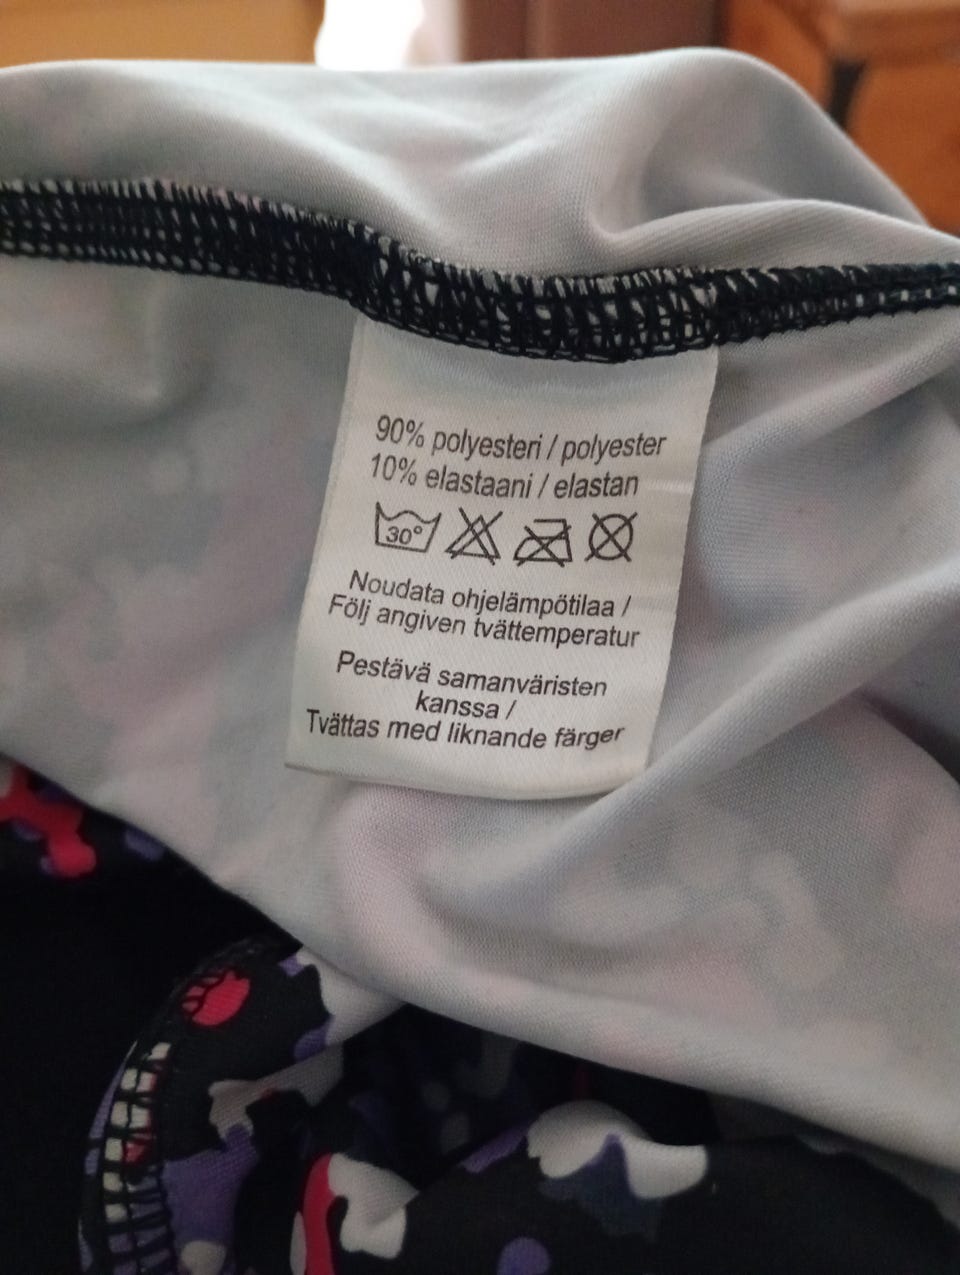 90% polyesteri / polyester
10% elastaani / elastan
30°
Noudata ohjelämpötilaa /
Följ angiven tvättemperatur
Pestävä samanväristen
kanssa /
Tvättas med liknande färger